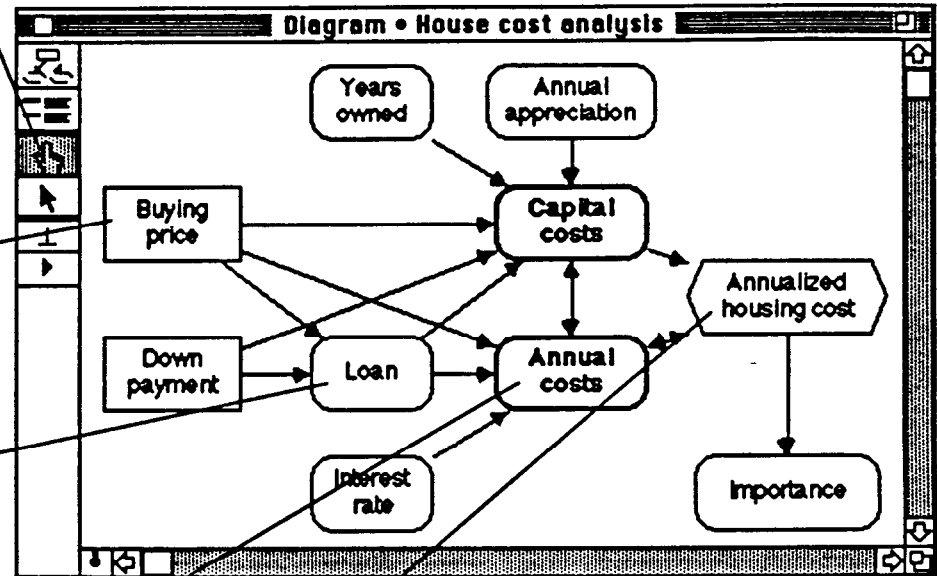 Diagram • House cost analysis
Years
owned
Annual
appreciation
Buying
price
Capital
costs
Annualized
housing cost
Down
payment
Loan
Annual
costs
Interest
rate
Importance